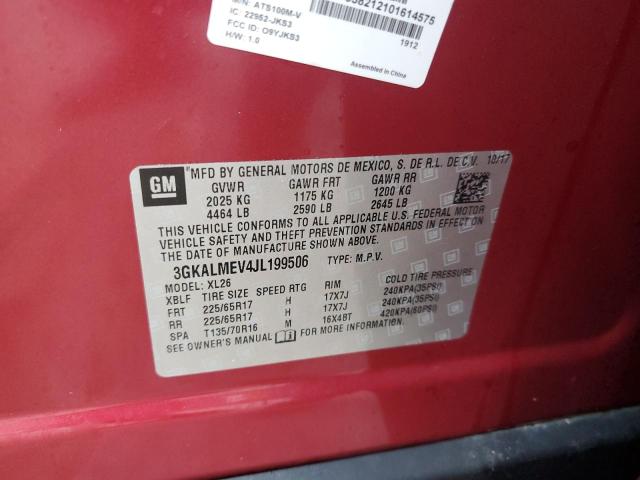 M/N: ATS100M-V
IC: 22952-JKS3
FCC ID: O9YJKS3
H/W: 1.0
58212101614575
1912
Assembled in China
GM
MFD BY GENERAL MOTORS DE MEXICO, S. DE R.L. DE C.V. 10/17
GVWR GAWR FRT GAWR RR
2025 KG 1175 KG 1200 KG
4464 LB 2590 LB 2645 LB
THIS VEHICLE CONFORMS TO ALL APPLICABLE U.S. FEDERAL MOTOR
VEHICLE SAFETY AND THEFT PREVENTION STANDARDS IN EFFECT ON
THE DATE OF MANUFACTURE SHOWN ABOVE.
3GKALMEV4JL199506 TYPE: M.P.V.
MODEL: XL26
XBLF TIRE SIZE SPEED RTG RIM COLD TIRE PRESSURE
FRT 225/65R17 H 17X7J 240KPA(35PSI)
RR 225/65R17 H 17X7J 240KPA(35PSI)
SPA T135/70R16 M 16X4BT 420KPA(60PSI)
SEE OWNER'S MANUAL FOR MORE INFORMATION.